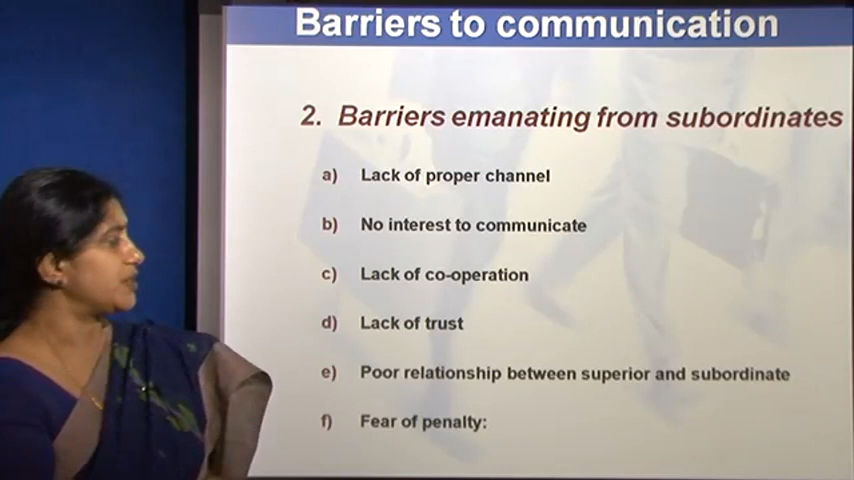 Barriers to communication
2. Barriers emanating from subordinates
a) Lack of proper channel
b) No interest to communicate
c) Lack of co-operation
d) Lack of trust
e) Poor relationship between superior and subordinate
f) Fear of penalty: